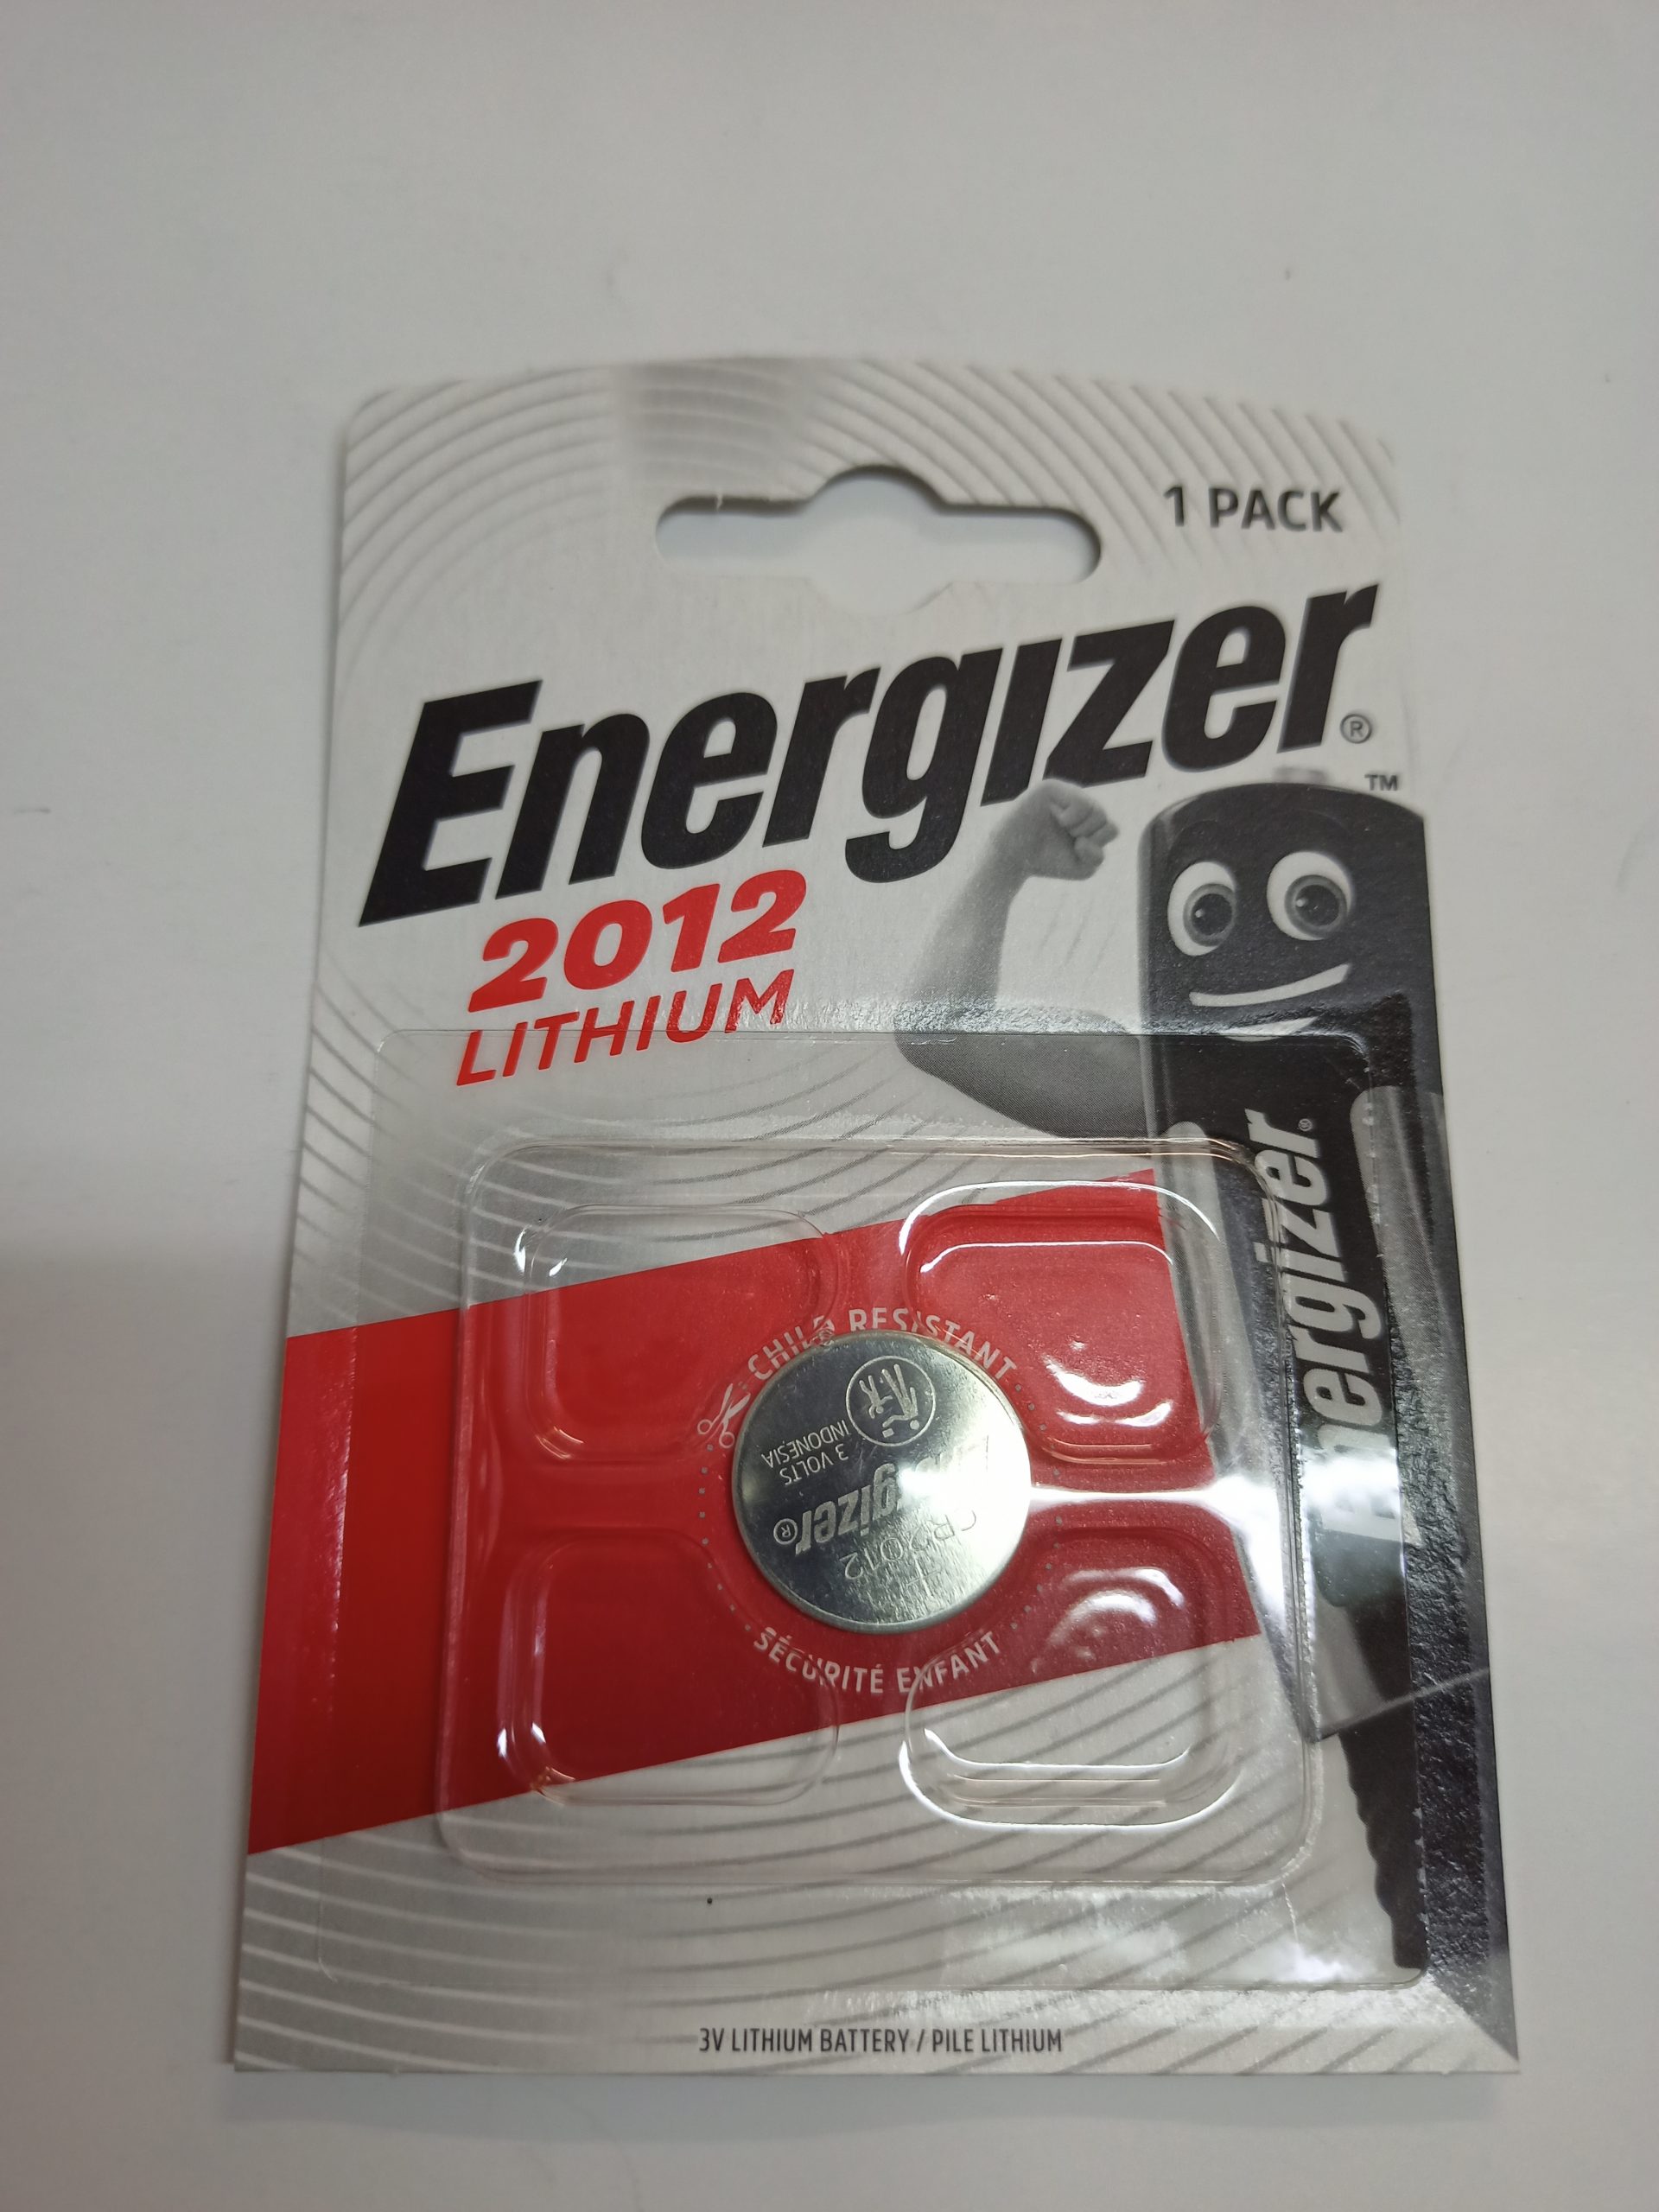 1 PACK
Energizer®
™
2012
LITHIUM
Energizer®
CHILD RESISTANT
Energizer®
CR2012
3 VOLTS
INDONESIA
SÉCURITÉ ENFANT
3V LITHIUM BATTERY / PILE LITHIUM